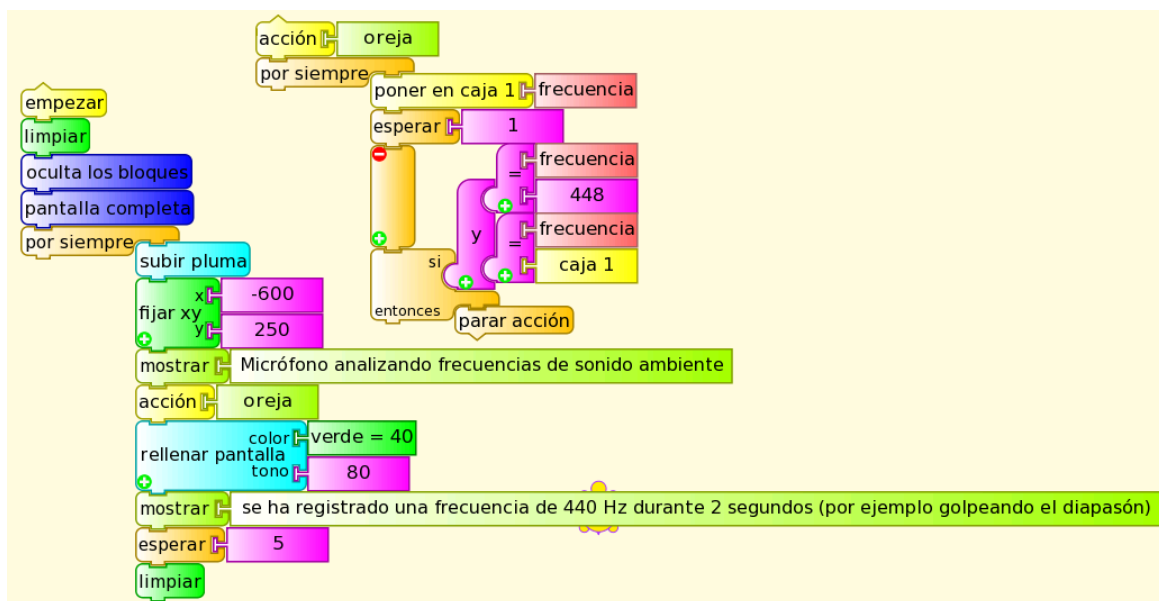 acción oreja
por siempre
poner en caja 1 frecuencia
esperar 1
frecuencia
=
448
y
frecuencia
=
caja 1
si
entonces
parar acción
empezar
limpiar
oculta los bloques
pantalla completa
por siempre
subir pluma
fijar xy
x -600
y 250
mostrar Micrófono analizando frecuencias de sonido ambiente
acción oreja
rellenar pantalla
color verde = 40
tono 80
mostrar se ha registrado una frecuencia de 440 Hz durante 2 segundos (por ejemplo golpeando el diapasón)
esperar 5
limpiar